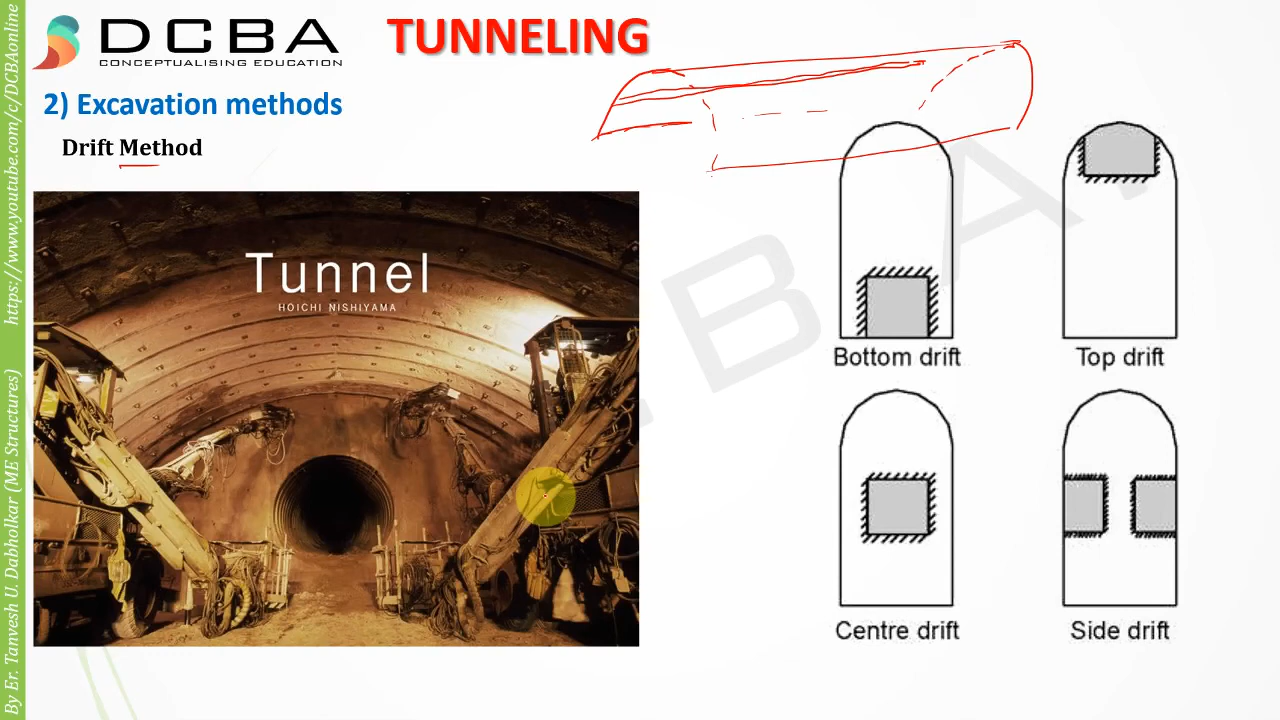 DCBA
CONCEPTUALISING EDUCATION
TUNNELING
2) Excavation methods
Drift Method
Tunnel
HOICHI NISHIYAMA
Bottom drift
Top drift
Centre drift
Side drift
By Er. Tanvesh U. Dabholkar (ME Structures) https://www.youtube.com/c/DCBAonline
B A